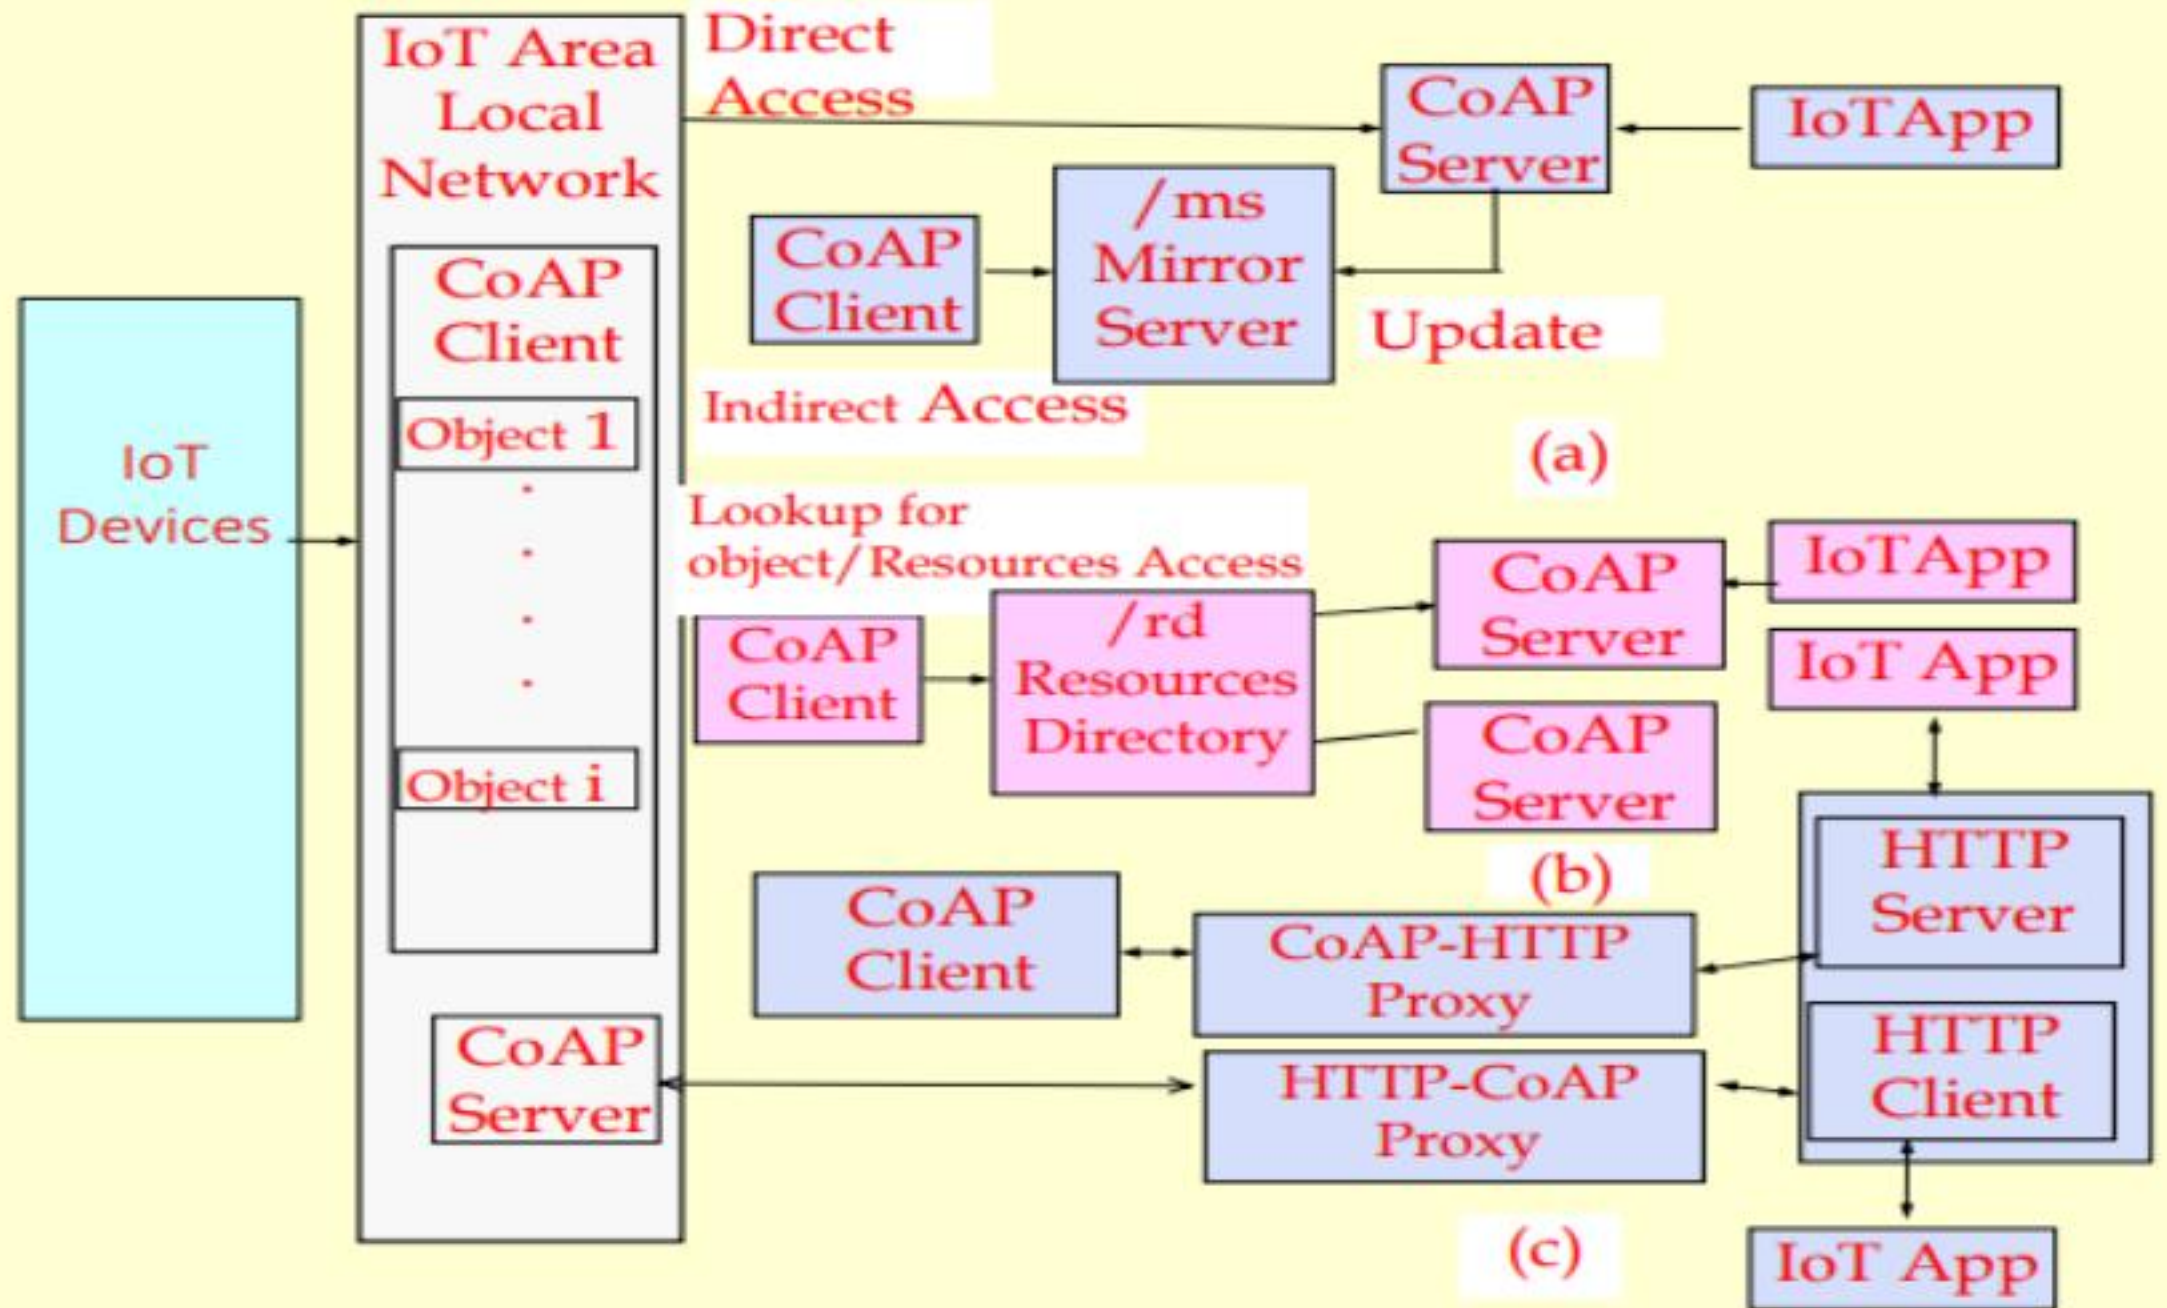 IoT
Devices
IoT Area
Local
Network
CoAP
Client
Object 1
Object i
CoAP
Server
Direct
Access
CoAP
Server
IoTApp
CoAP
Client
/ms
Mirror
Server
Update
Indirect Access
(a)
Lookup for
object/Resources Access
CoAP
Client
/rd
Resources
Directory
CoAP
Server
IoTApp
IoT App
CoAP
Server
(b)
CoAP
Client
CoAP-HTTP
Proxy
HTTP
Server
HTTP-CoAP
Proxy
HTTP
Client
(c)
IoT App